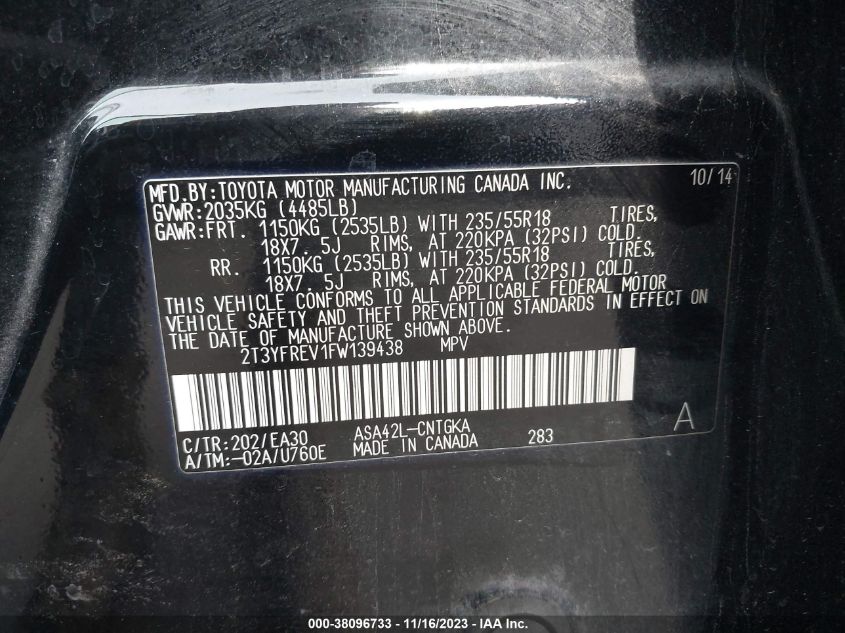 MFD.BY:TOYOTA MOTOR MANUFACTURING CANADA INC. 10/14
GVWR:2035KG (4485LB)
GAWR:FRT. 1150KG (2535LB) WITH 235/55R18 TIRES,
18X7.5J RIMS, AT 220KPA (32PSI) COLD.
RR. 1150KG (2535LB) WITH 235/55R18 TIRES,
18X7.5J RIMS, AT 220KPA (32PSI) COLD.
THIS VEHICLE CONFORMS TO ALL APPLICABLE FEDERAL MOTOR
VEHICLE SAFETY AND THEFT PREVENTION STANDARDS IN EFFECT ON
THE DATE OF MANUFACTURE SHOWN ABOVE.
2T3YFREV1FW139438 MPV
A
C/TR:202/EA30 ASA42L-CNTGKA 283
A/TM:-02A/U760E MADE IN CANADA
000-38096733 - 11/16/2023 - IAA Inc.